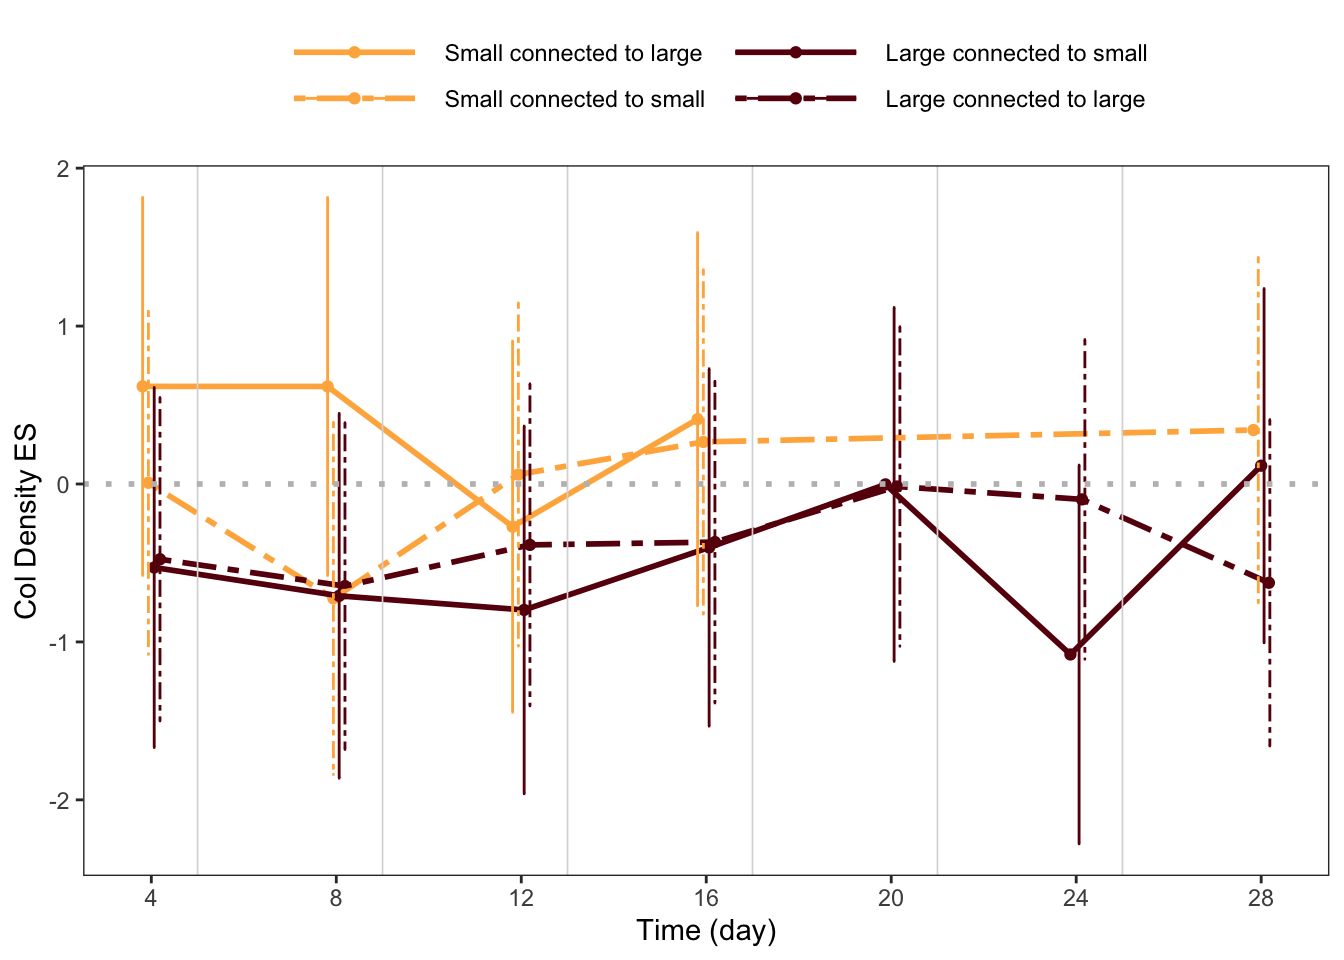 Small connected to large
Large connected to small
Small connected to small
Large connected to large
2
1
0
-1
-2
Col Density ES
4 8 12 16 20 24 28
Time (day)